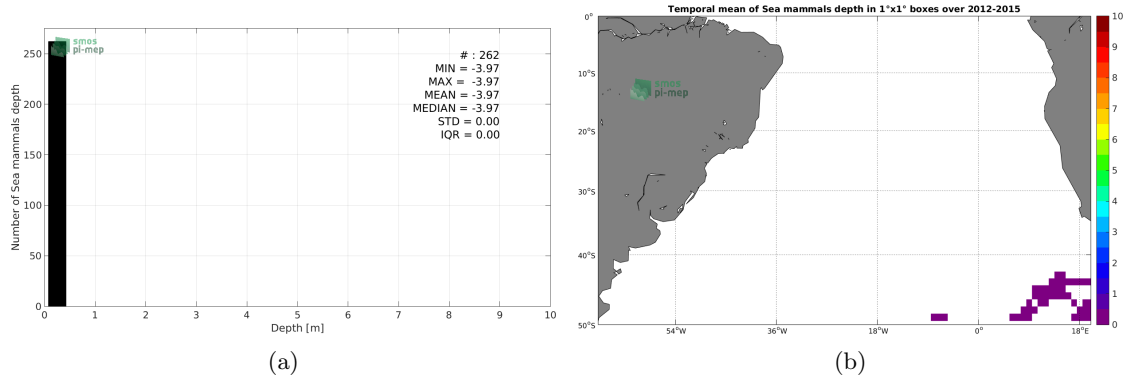 smos
pi-mep
# : 262
MIN = -3.97
MAX = -3.97
MEAN = -3.97
MEDIAN = -3.97
STD = 0.00
IQR = 0.00
250
200
150
100
50
0
Number of Sea mammals depth
0 1 2 3 4 5 6 7 8 9 10
Depth [m]
(a)
Temporal mean of Sea mammals depth in 1°x1° boxes over 2012-2015
smos
pi-mep
0°
10°S
20°S
30°S
40°S
50°S
54°W 36°W 18°W 0° 18°E
10
9
8
7
6
5
4
3
2
1
0
(b)